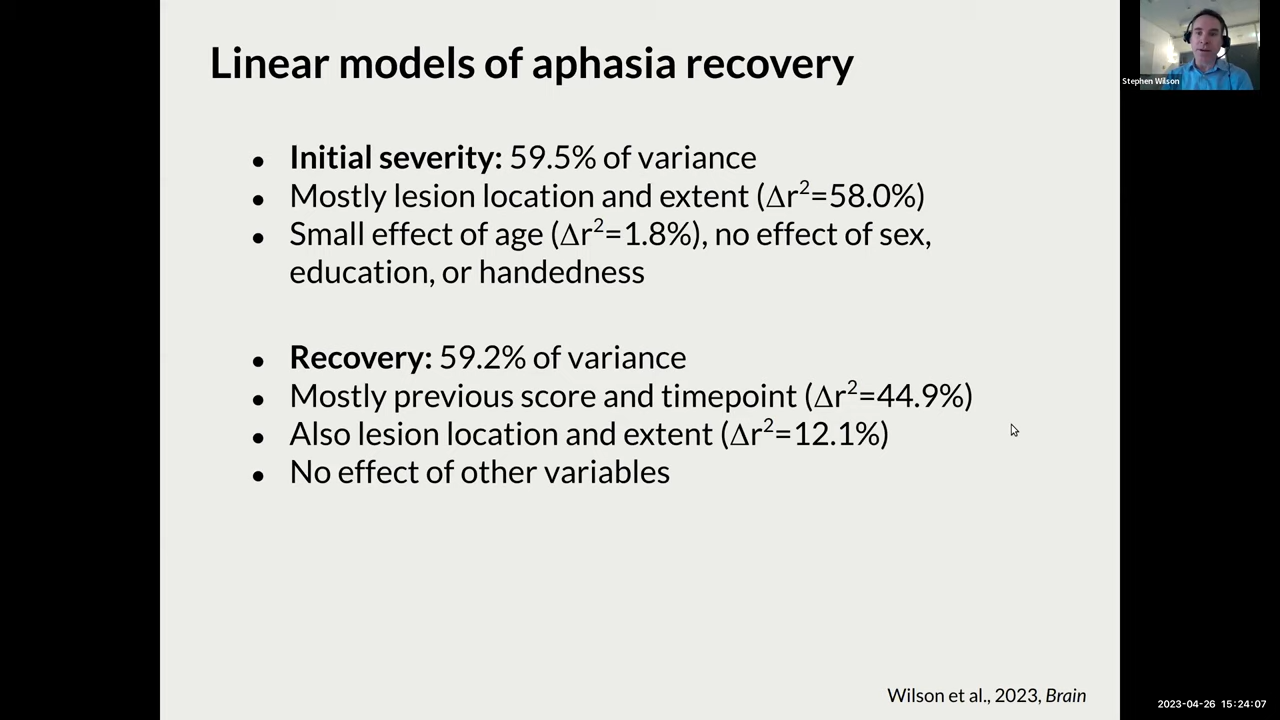 Linear models of aphasia recovery
Stephen Wilson
● Initial severity: 59.5% of variance
● Mostly lesion location and extent (Δr²=58.0%)
● Small effect of age (Δr²=1.8%), no effect of sex,
education, or handedness
● Recovery: 59.2% of variance
● Mostly previous score and timepoint (Δr²=44.9%)
● Also lesion location and extent (Δr²=12.1%)
● No effect of other variables
Wilson et al., 2023, Brain
2023-04-26 15:24:07